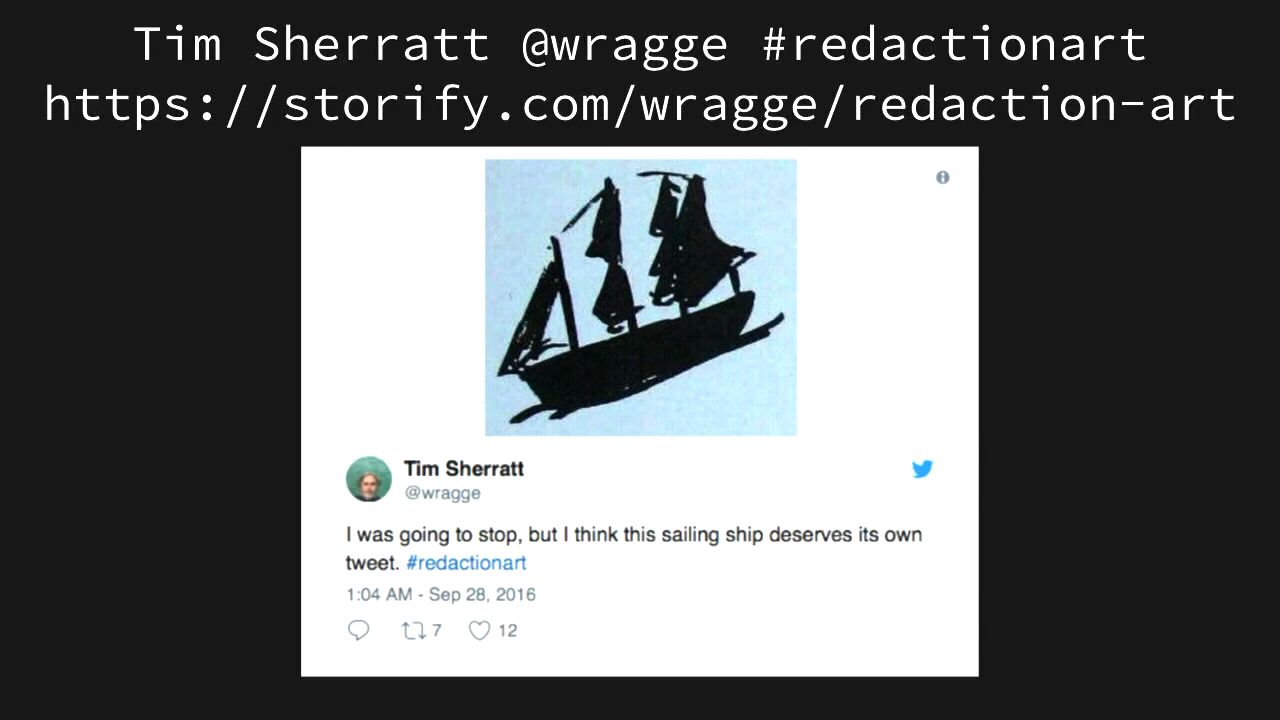 Tim Sherratt @wragge #redactionart
https://storify.com/wragge/redaction-art
Tim Sherratt
@wragge
I was going to stop, but I think this sailing ship deserves its own
tweet. #redactionart
1:04 AM - Sep 28, 2016
7 12